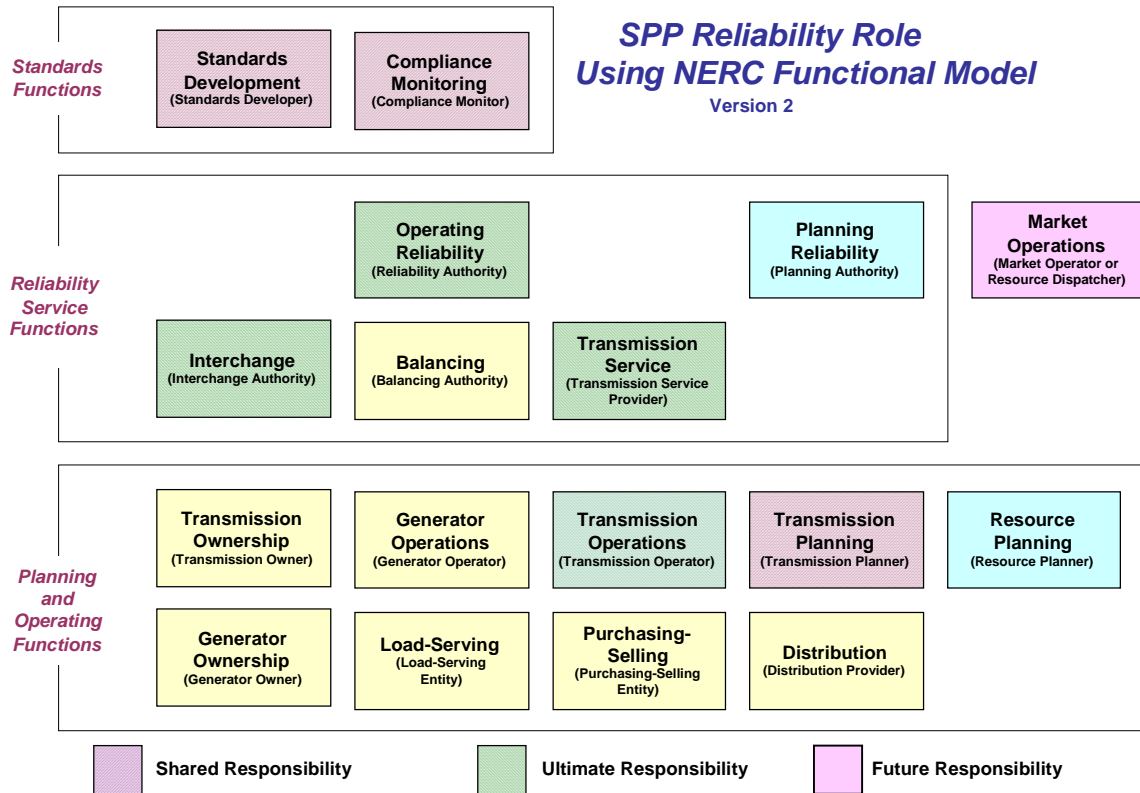 SPP Reliability Role
Using NERC Functional Model
Version 2
Standards
Functions
Standards
Development
(Standards Developer)
Compliance
Monitoring
(Compliance Monitor)
Reliability
Service
Functions
Operating
Reliability
(Reliability Authority)
Planning
Reliability
(Planning Authority)
Market
Operations
(Market Operator or
Resource Dispatcher)
Interchange
(Interchange Authority)
Balancing
(Balancing Authority)
Transmission
Service
(Transmission Service
Provider)
Planning
and
Operating
Functions
Transmission
Ownership
(Transmission Owner)
Generator
Operations
(Generator Operator)
Transmission
Operations
(Transmission Operator)
Transmission
Planning
(Transmission Planner)
Resource
Planning
(Resource Planner)
Generator
Ownership
(Generator Owner)
Load-Serving
(Load-Serving
Entity)
Purchasing-
Selling
(Purchasing-Selling
Entity)
Distribution
(Distribution Provider)
Shared Responsibility
Ultimate Responsibility
Future Responsibility